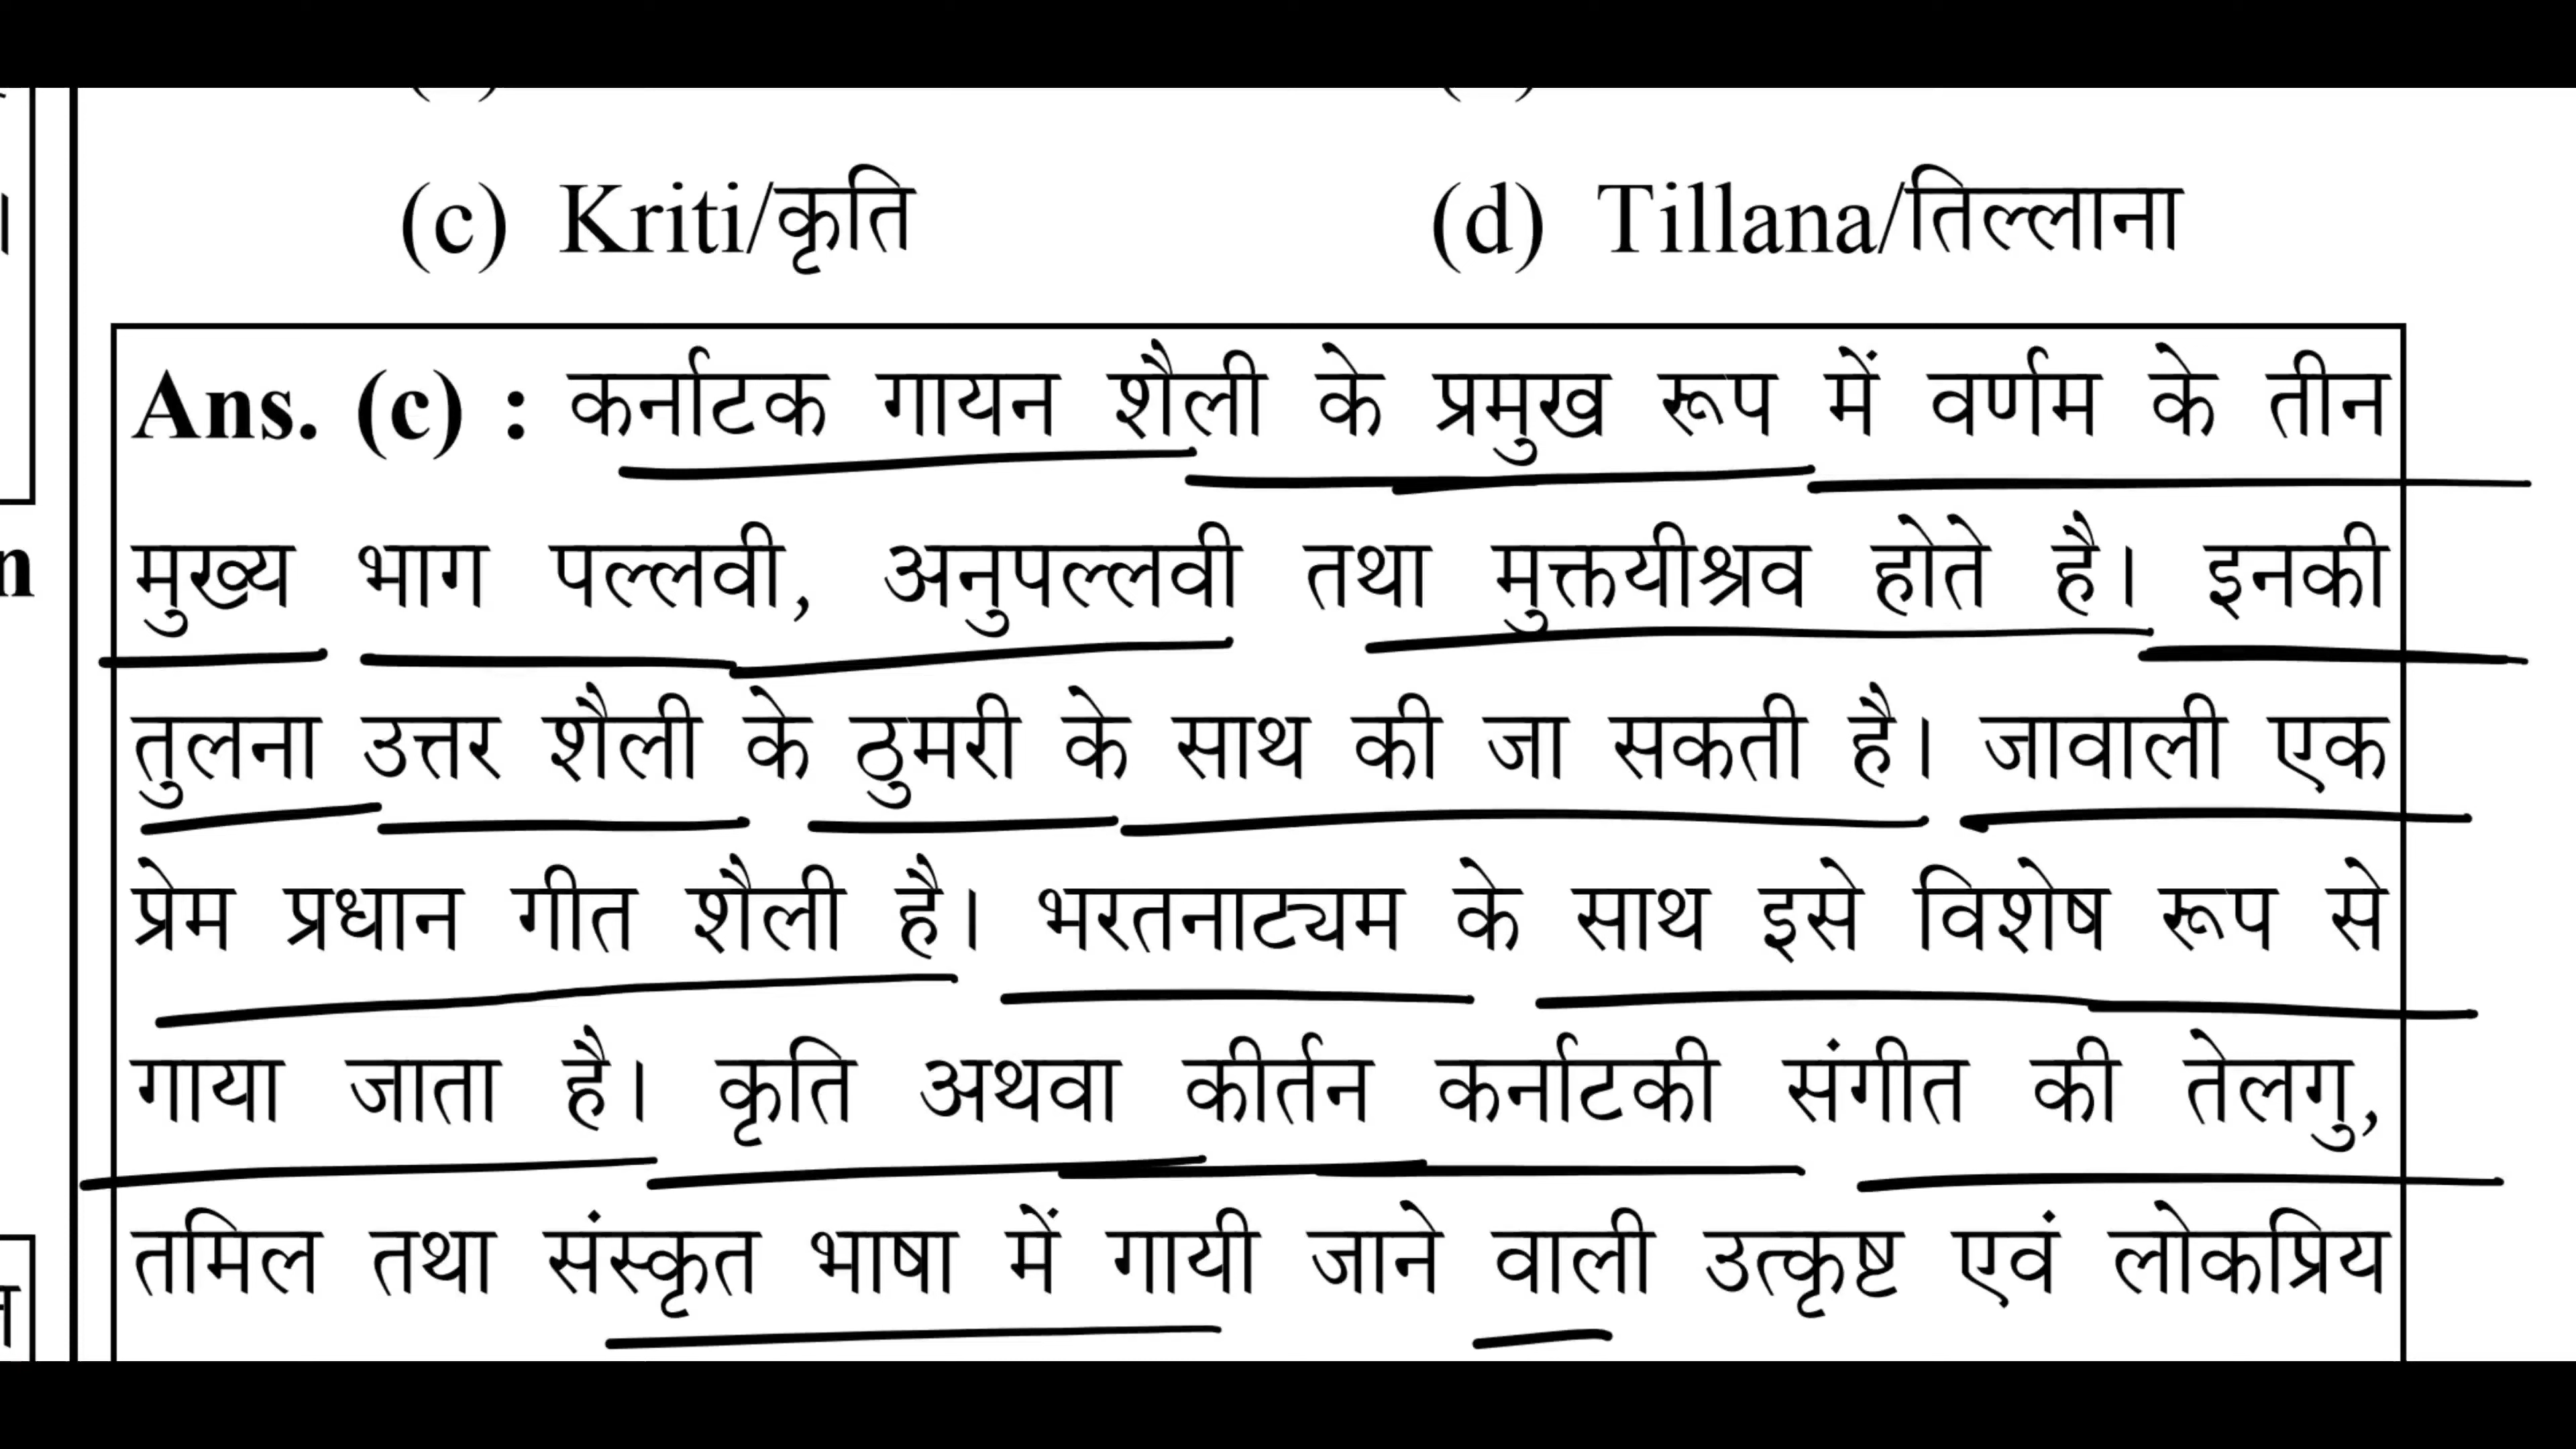 (c) Kriti/कृति (d) Tillana/तिल्लाना
Ans. (c) : कर्नाटक गायन शैली के प्रमुख रूप में वर्णम के तीन
मुख्य भाग पल्लवी, अनुपल्लवी तथा मुक्तयीश्रव होते है। इनकी
तुलना उत्तर शैली के ठुमरी के साथ की जा सकती है। जावाली एक
प्रेम प्रधान गीत शैली है। भरतनाट्यम के साथ इसे विशेष रूप से
गाया जाता है। कृति अथवा कीर्तन कर्नाटकी संगीत की तेलगु,
तमिल तथा संस्कृत भाषा में गायी जाने वाली उत्कृष्ट एवं लोकप्रिय